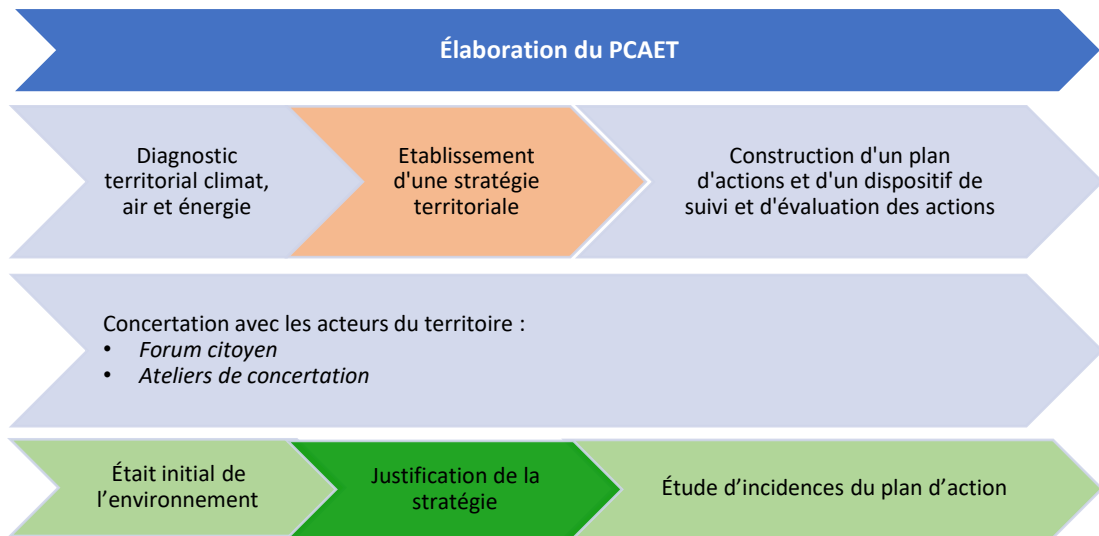 Élaboration du PCAET
Diagnostic
territorial climat,
air et énergie
Etablissement
d'une stratégie
territoriale
Construction d'un plan
d'actions et d'un dispositif de
suivi et d'évaluation des actions
Concertation avec les acteurs du territoire :
• Forum citoyen
• Ateliers de concertation
Était initial de
l’environnement
Justification de la
stratégie
Étude d’incidences du plan d’action